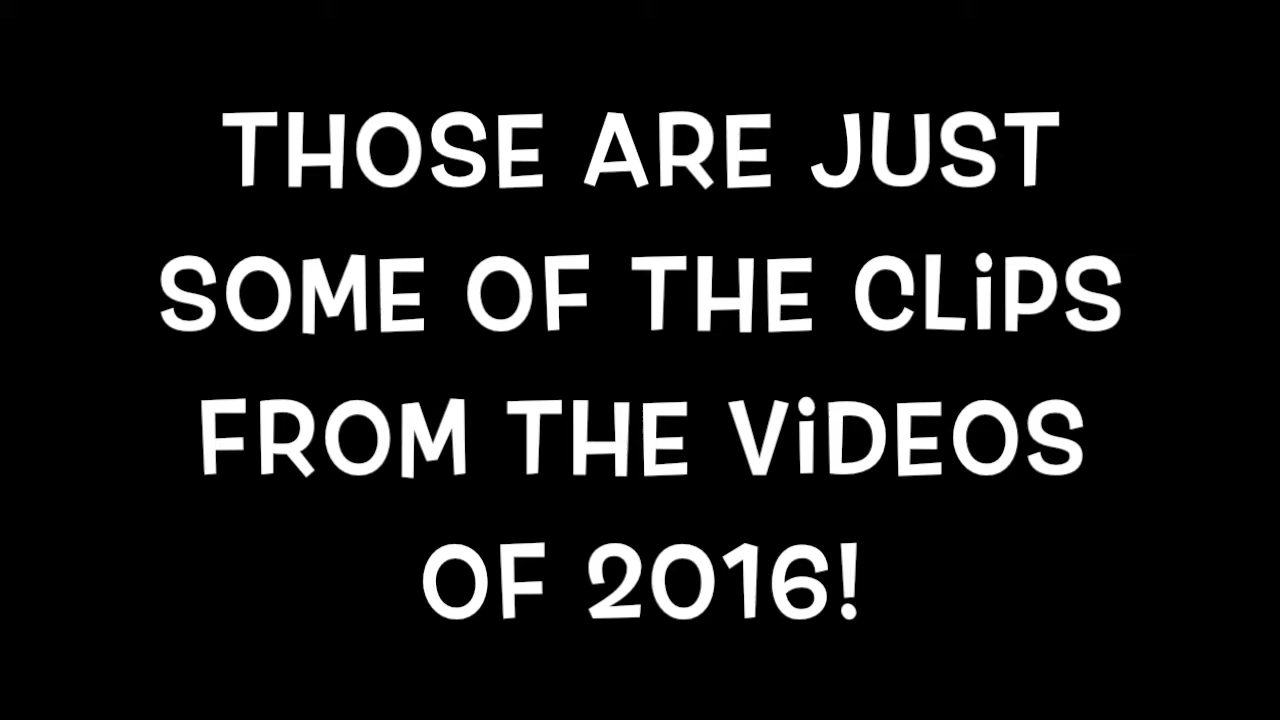 THOSE ARE JUST
SOME OF THE CLiPS
FROM THE ViDEOS
OF 2016!